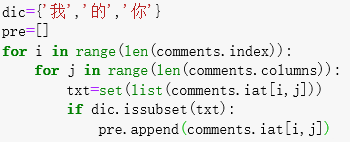 dic={'我','的','你'}
pre=[]
for i in range(len(comments.index)):
    for j in range(len(comments.columns)):
        txt=set(list(comments.iat[i,j]))
        if dic.issubset(txt):
            pre.append(comments.iat[i,j])